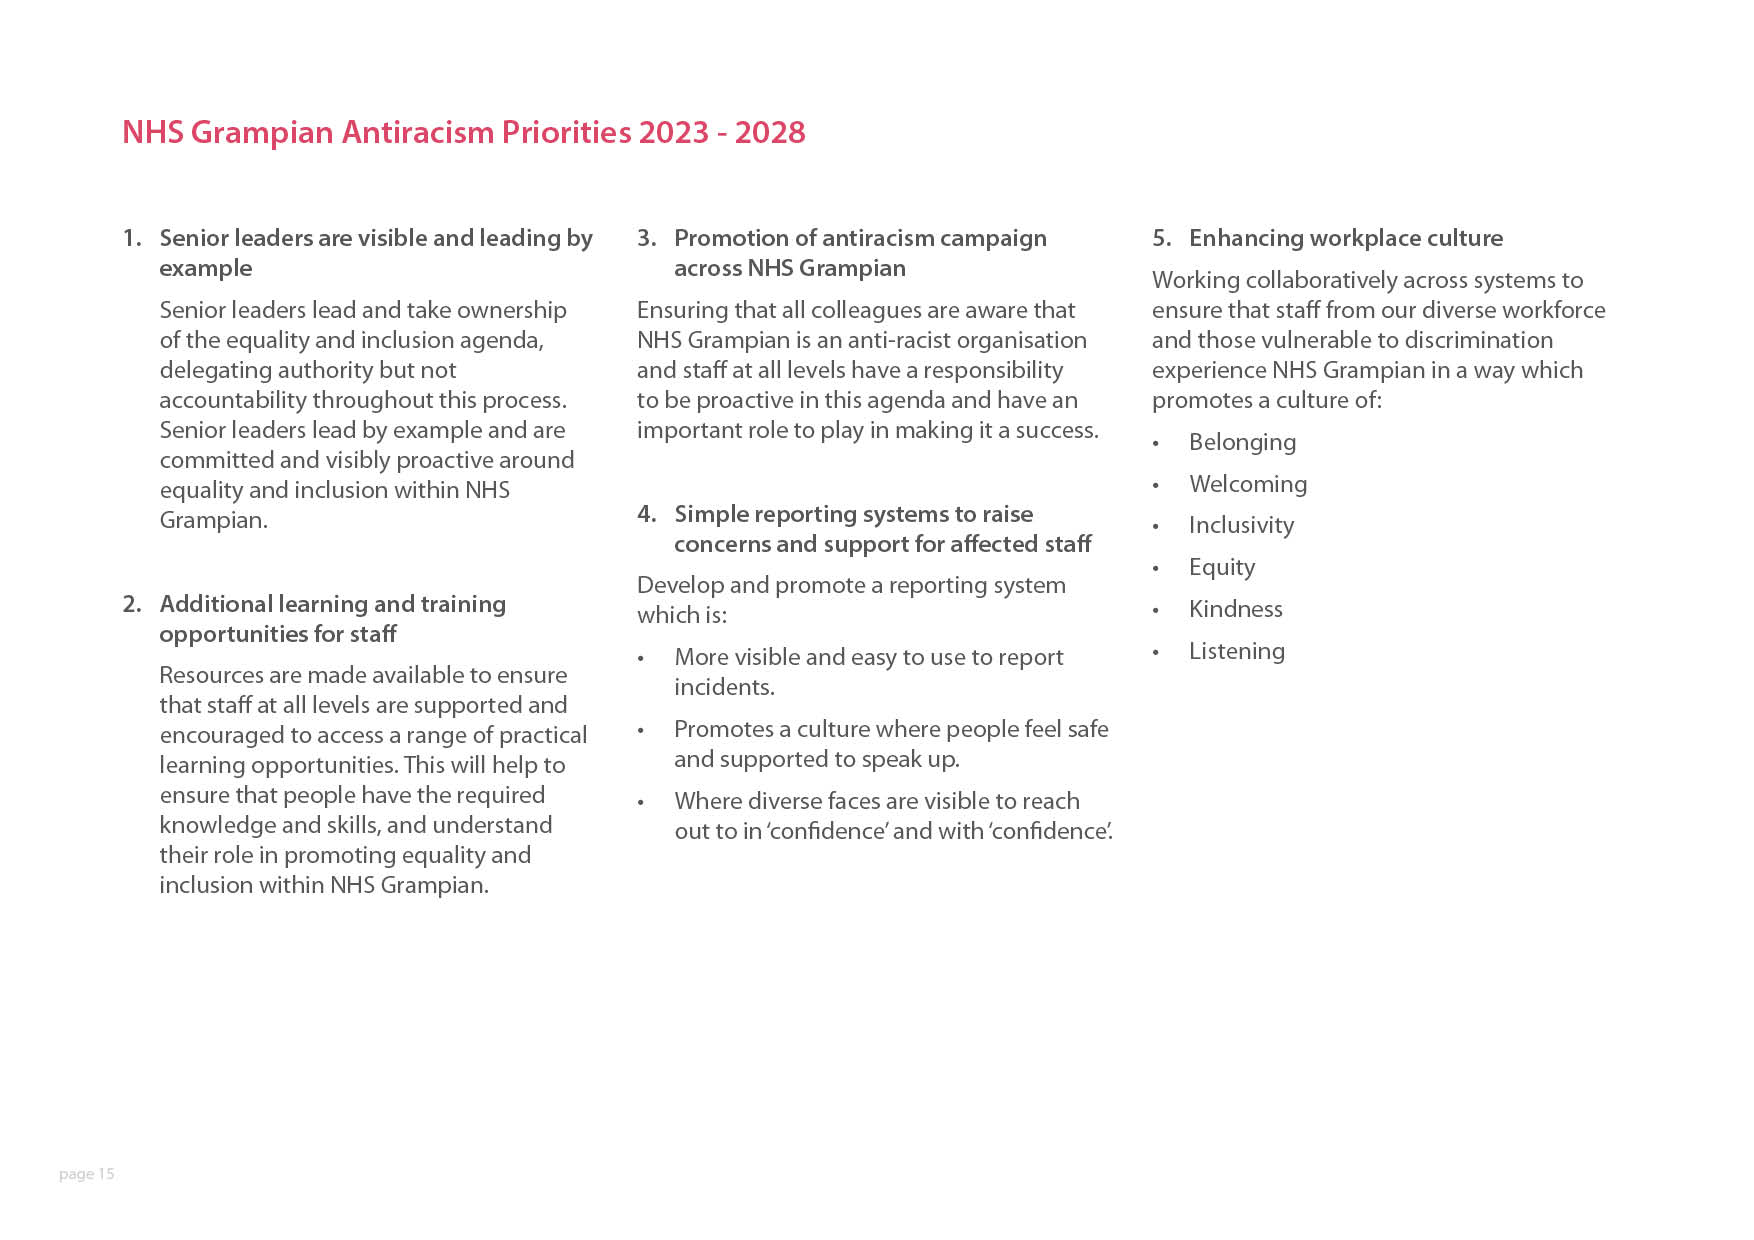 NHS Grampian Antiracism Priorities 2023 - 2028
1. Senior leaders are visible and leading by
example
Senior leaders lead and take ownership
of the equality and inclusion agenda,
delegating authority but not
accountability throughout this process.
Senior leaders lead by example and are
committed and visibly proactive around
equality and inclusion within NHS
Grampian.
2. Additional learning and training
opportunities for staff
Resources are made available to ensure
that staff at all levels are supported and
encouraged to access a range of practical
learning opportunities. This will help to
ensure that people have the required
knowledge and skills, and understand
their role in promoting equality and
inclusion within NHS Grampian.
3. Promotion of antiracism campaign
across NHS Grampian
Ensuring that all colleagues are aware that
NHS Grampian is an anti-racist organisation
and staff at all levels have a responsibility
to be proactive in this agenda and have an
important role to play in making it a success.
4. Simple reporting systems to raise
concerns and support for affected staff
Develop and promote a reporting system
which is:
• More visible and easy to use to report
incidents.
• Promotes a culture where people feel safe
and supported to speak up.
• Where diverse faces are visible to reach
out to in ‘confidence’ and with ‘confidence’.
5. Enhancing workplace culture
Working collaboratively across systems to
ensure that staff from our diverse workforce
and those vulnerable to discrimination
experience NHS Grampian in a way which
promotes a culture of:
• Belonging
• Welcoming
• Inclusivity
• Equity
• Kindness
• Listening
page 15